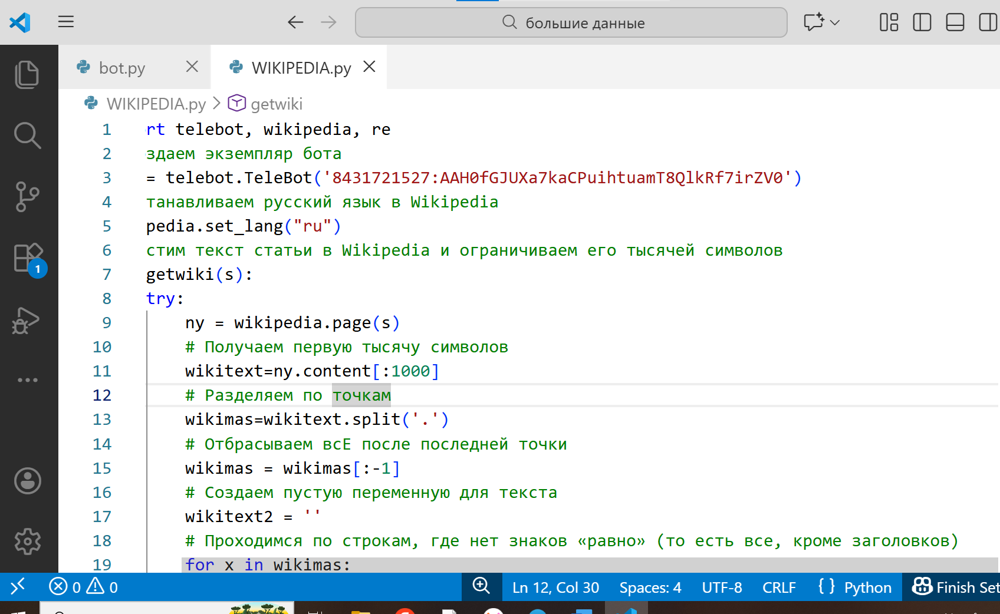 большие данные
bot.py
WIKIPEDIA.py
WIKIPEDIA.py > getwiki
1 rt telebot, wikipedia, re
2 здаем экземпляр бота
3 = telebot.TeleBot('8431721527:AAH0fGJUXa7kaCPuihtuamT8QlkRf7irZV0')
4 танавливаем русский язык в Wikipedia
5 pedia.set_lang("ru")
6 стим текст статьи в Wikipedia и ограничиваем его тысячей символов
7 getwiki(s):
8 try:
9 ny = wikipedia.page(s)
10 # Получаем первую тысячу символов
11 wikitext=ny.content[:1000]
12 # Разделяем по точкам
13 wikimas=wikitext.split('.')
14 # Отбрасываем всЕ после последней точки
15 wikimas = wikimas[:-1]
16 # Создаем пустую переменную для текста
17 wikitext2 = ''
18 # Проходимся по строкам, где нет знаков «равно» (то есть все, кроме заголовков)
19 for x in wikimas:
1
0 0 Ln 12, Col 30 Spaces: 4 UTF-8 CRLF { } Python Finish Set